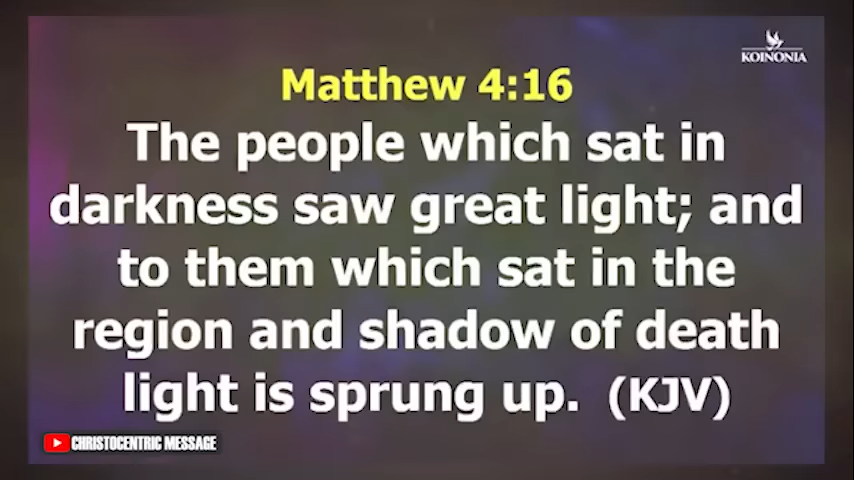 KOINONIA
Matthew 4:16
The people which sat in
darkness saw great light; and
to them which sat in the
region and shadow of death
light is sprung up. (KJV)
CHRISTOCENTRIC MESSAGE